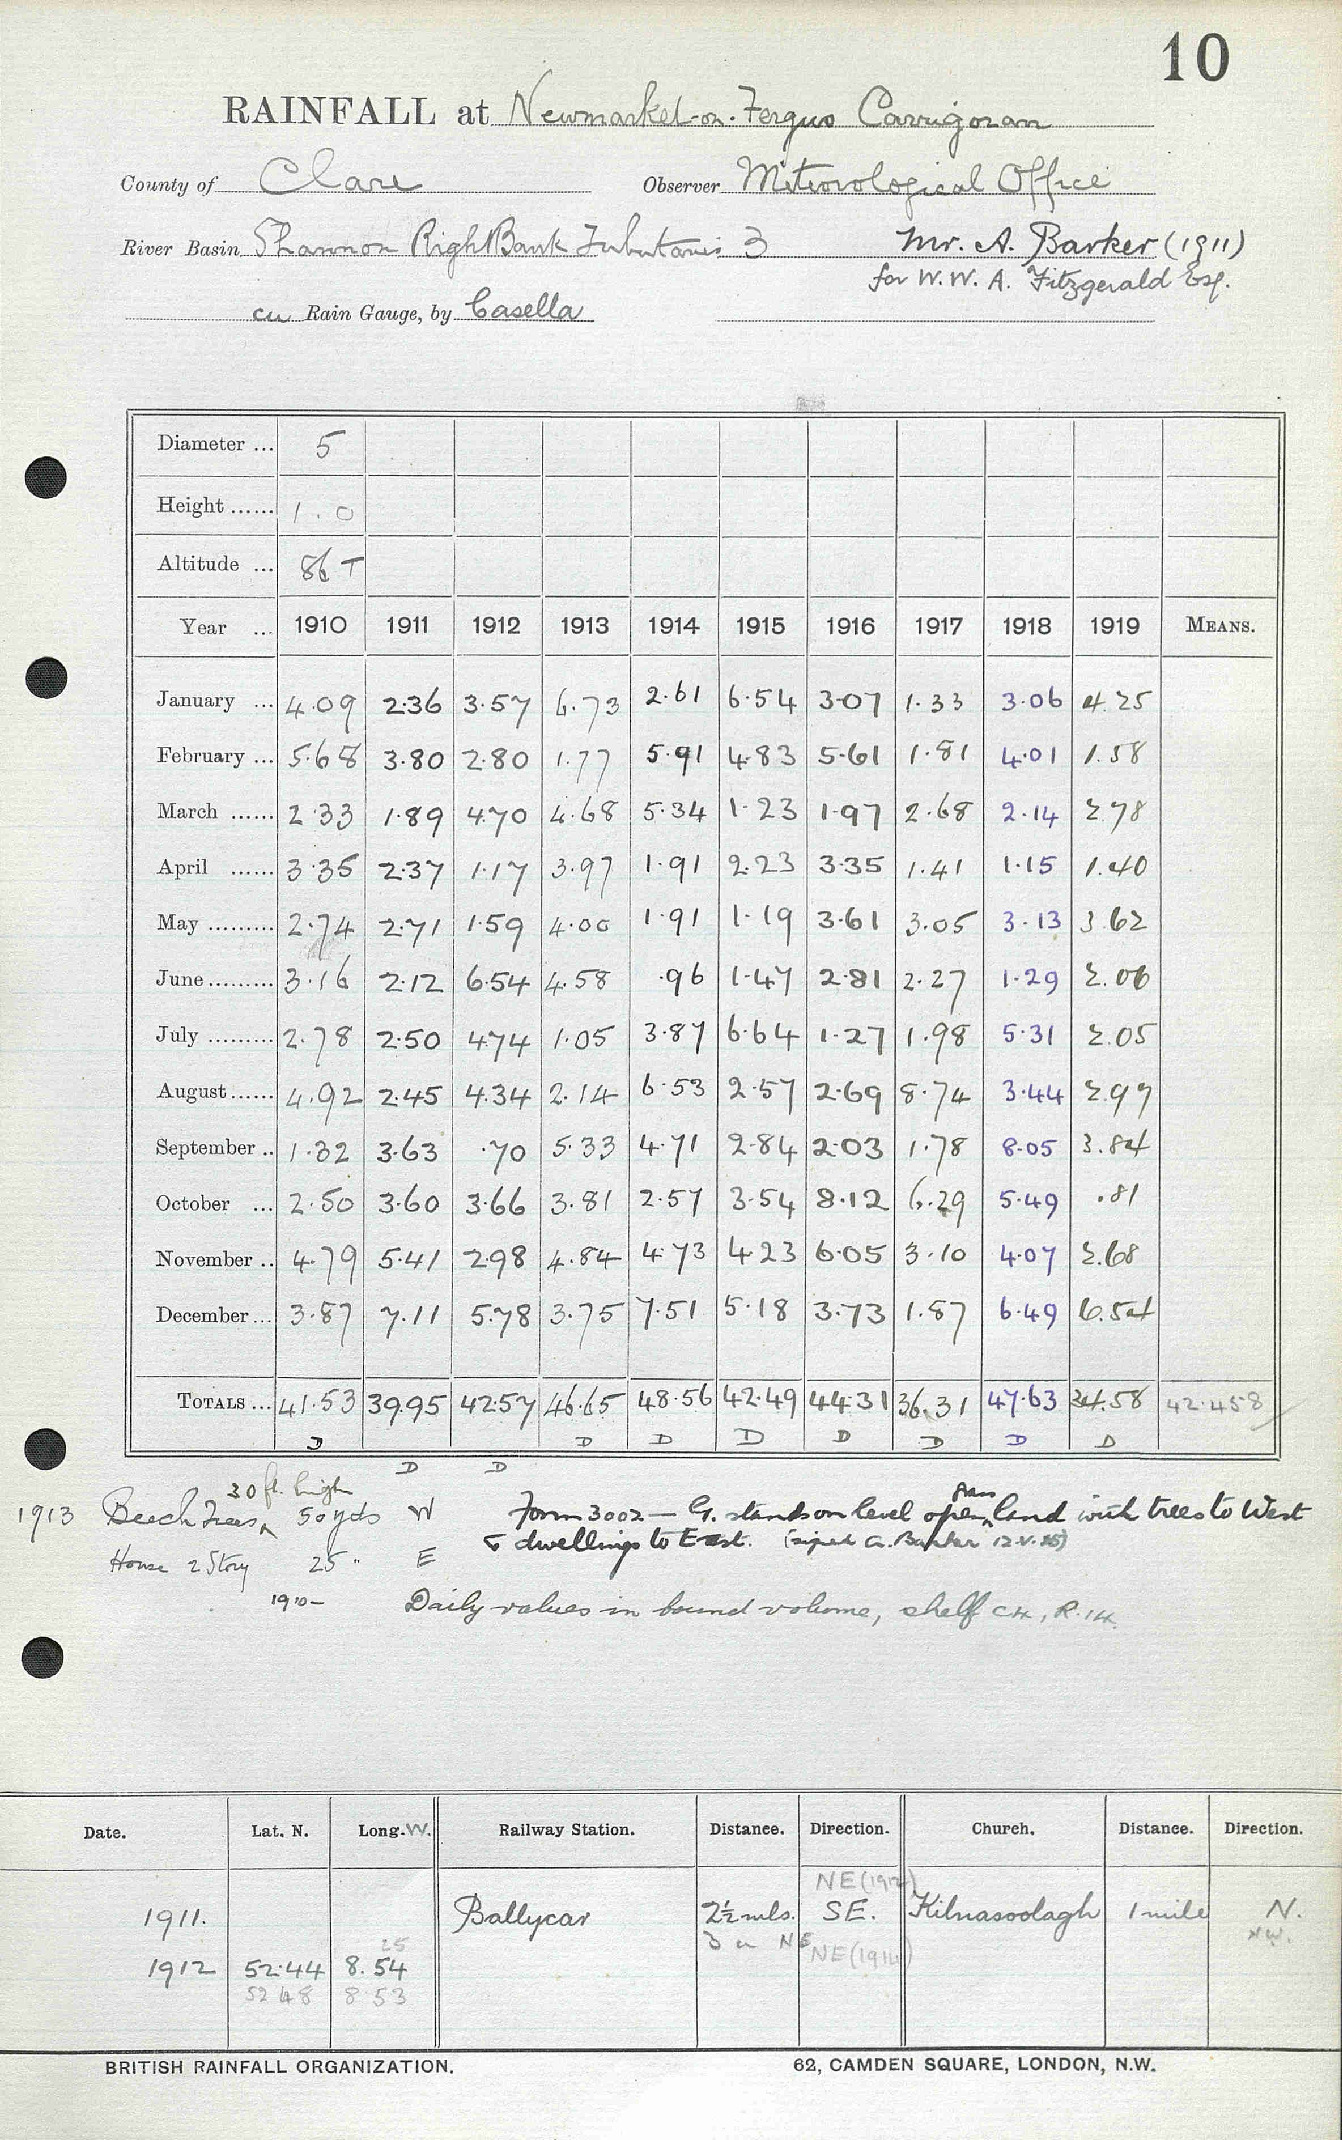 10
RAINFALL at Newmarket-on-Fergus Carrigoran
County of Clare Observer Meteorological Office
River Basin Shannon Right Bank Tributaries 3 Mr. A. Barker (1911)
for W. W. A. Fitzgerald Esq.
cu Rain Gauge, by Casella
Diameter ... 5
Height ...... 1.0
Altitude ... 86 T
Year ... 1910 1911 1912 1913 1914 1915 1916 1917 1918 1919 MEANS.
January ... 4.09 2.36 3.57 6.73 2.61 6.54 3.07 1.33 3.06 4.25
February ... 5.68 3.80 2.80 1.77 5.91 4.83 5.61 1.81 4.01 1.58
March ...... 2.33 1.89 4.70 4.68 5.34 1.23 1.97 2.68 2.14 2.78
April ...... 3.35 2.37 1.17 3.97 1.91 2.23 3.35 1.41 1.15 1.40
May ......... 2.74 2.71 1.59 4.00 1.91 1.19 3.61 3.05 3.13 3.62
June ......... 3.16 2.12 6.54 4.58 .96 1.47 2.81 2.27 1.29 2.06
July ......... 2.78 2.50 4.74 1.05 3.87 6.64 1.27 1.98 5.31 2.05
August ...... 4.92 2.45 4.34 2.14 6.53 2.57 2.69 8.74 3.44 2.97
September .. 1.32 3.63 .70 5.33 4.71 2.84 2.03 1.78 8.05 3.84
October ... 2.50 3.60 3.66 3.81 2.57 3.54 8.12 6.29 5.49 .81
November .. 4.79 5.41 2.98 4.84 4.73 4.23 6.05 3.10 4.07 2.68
December ... 3.87 7.11 5.78 3.75 7.51 5.18 3.73 1.87 6.49 6.54
TOTALS ... 41.53 39.95 42.57 46.65 48.56 42.49 44.31 36.31 47.63 34.58 42.458
D D D D D D D D
D D
30 ft. high
1913 Beech Trees 50 yds W
House 2 Story 25 " E
Form 3002 — G. stands on level open grass land with trees to West
& dwellings to East. (signed A. Barker 12.V.15)
1910 — Daily values in bound volume, shelf C4, R.14.
Date. Lat. N. Long. W. Railway Station. Distance. Direction. Church. Distance. Direction.
NE (1912)
1911. Ballycar 2½ mls. SE. Kilnasoolagh 1 mile N.
3 " NE NE (1914) NW.
25
1912 52.44 8.54
52 48 8 53
BRITISH RAINFALL ORGANIZATION. 62, CAMDEN SQUARE, LONDON, N.W.